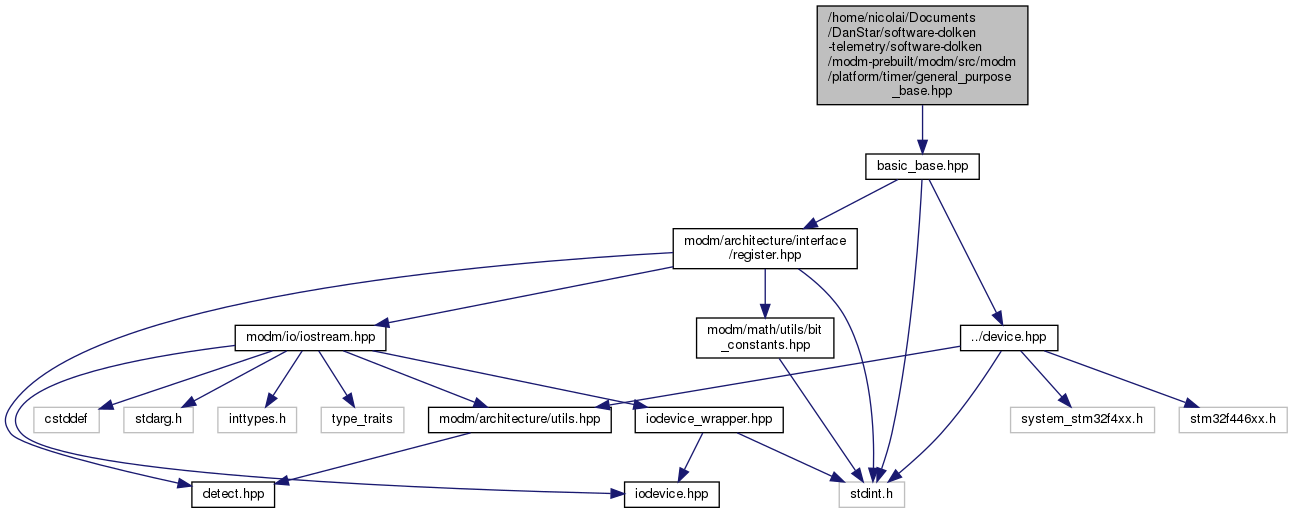 /home/nicolai/Documents
/DanStar/software-dolken
-telemetry/software-dolken
/modm-prebuilt/modm/src/modm
/platform/timer/general_purpose
_base.hpp
basic_base.hpp
modm/architecture/interface
/register.hpp
modm/io/iostream.hpp
modm/math/utils/bit
_constants.hpp
../device.hpp
cstddef
stdarg.h
inttypes.h
type_traits
modm/architecture/utils.hpp
iodevice_wrapper.hpp
system_stm32f4xx.h
stm32f446xx.h
detect.hpp
iodevice.hpp
stdint.h